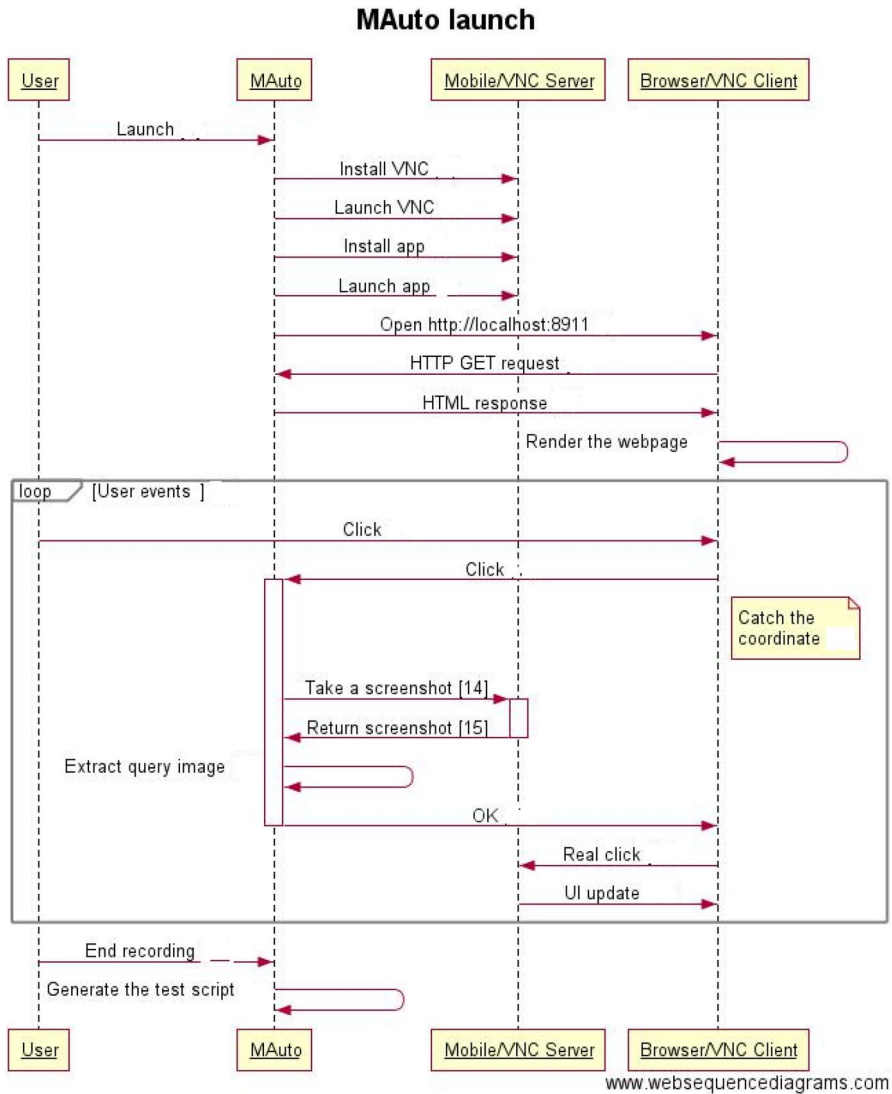 MAuto launch
User
MAuto
Mobile/VNC Server
Browser/VNC Client
Launch
Install VNC
Launch VNC
Install app
Launch app
Open http://localhost:8911
HTTP GET request
HTML response
Render the webpage
loop
[User events ]
Click
Click
Catch the
coordinate
Take a screenshot [14]
Return screenshot [15]
Extract query image
OK
Real click
UI update
End recording
Generate the test script
User
MAuto
Mobile/VNC Server
Browser/VNC Client
www.websequencediagrams.com